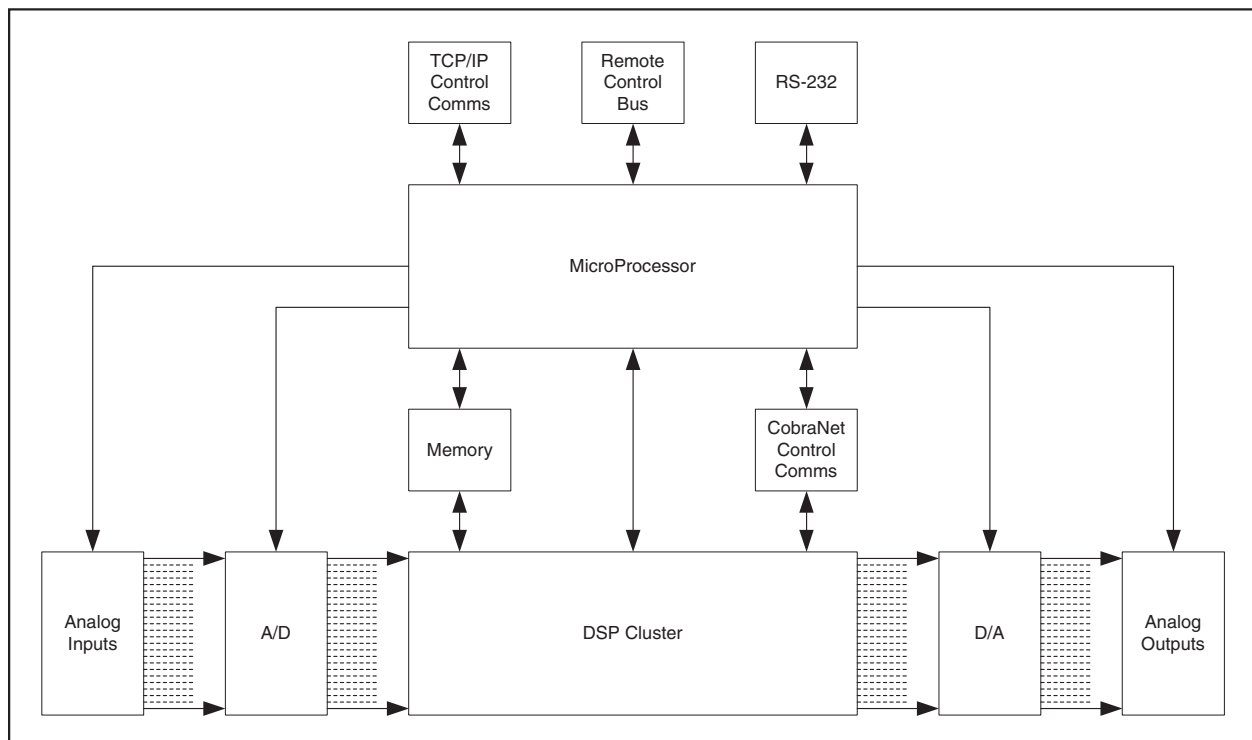 TCP/IP
Control
Comms
Remote
Control
Bus
RS-232
MicroProcessor
Memory
CobraNet
Control
Comms
Analog
Inputs
A/D
DSP Cluster
D/A
Analog
Outputs